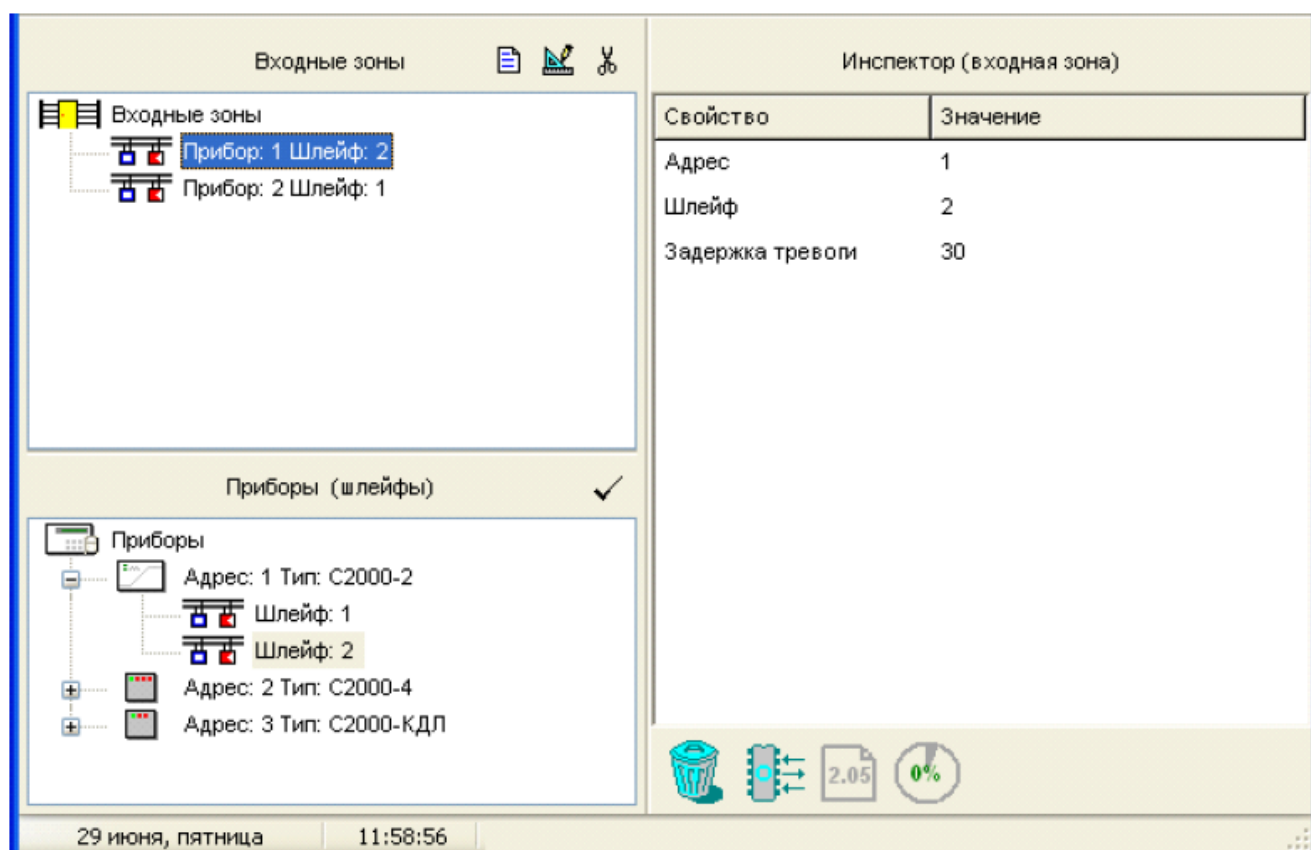 Входные зоны
Входные зоны
Прибор: 1 Шлейф: 2
Прибор: 2 Шлейф: 1
Приборы (шлейфы)
Приборы
Адрес: 1 Тип: С2000-2
Шлейф: 1
Шлейф: 2
Адрес: 2 Тип: С2000-4
Адрес: 3 Тип: С2000-КДЛ
Инспектор (входная зона)
Свойство Значение
Адрес 1
Шлейф 2
Задержка тревоги 30
2.05 0%
29 июня, пятница 11:58:56